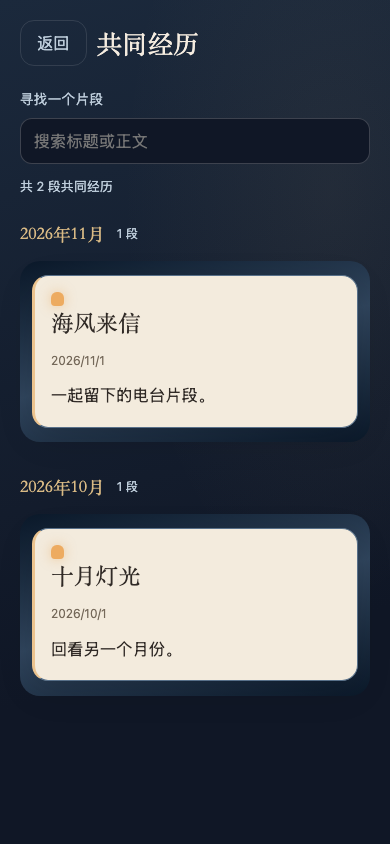 返回 共同经历
寻找一个片段
搜索标题或正文
共 2 段共同经历
2026年11月 1 段
海风来信
2026/11/1
一起留下的电台片段。
2026年10月 1 段
十月灯光
2026/10/1
回看另一个月份。